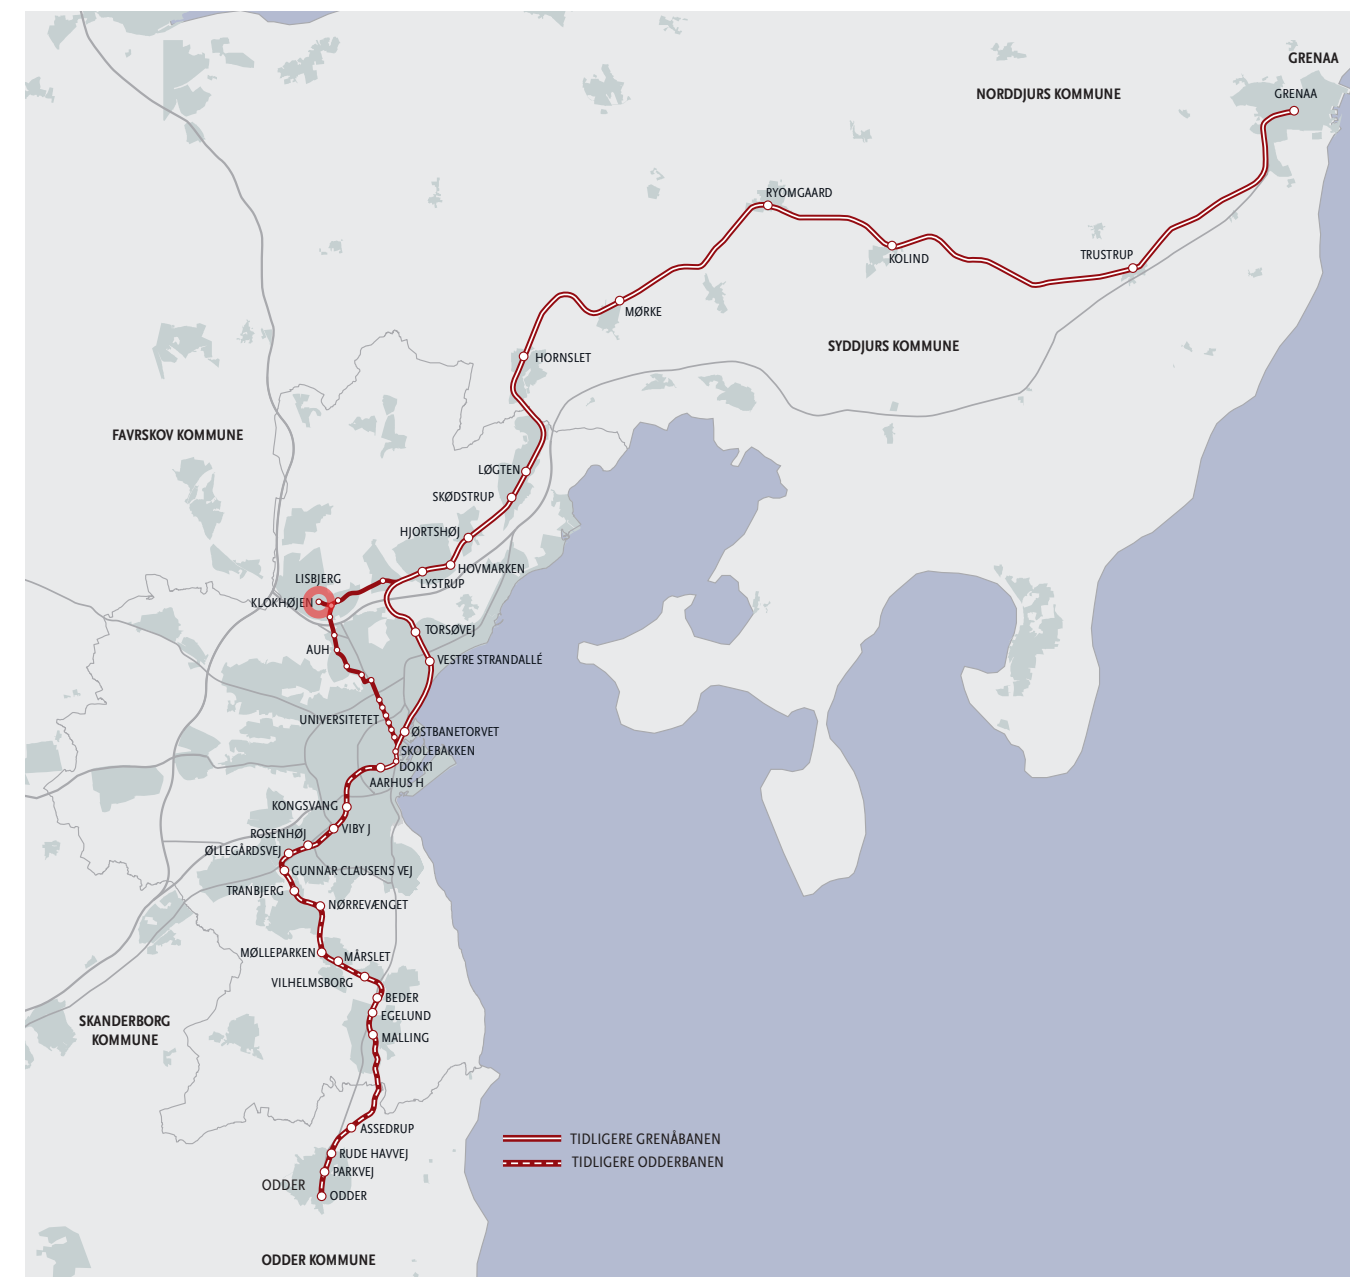 GRENAA
GRENAA
NORDDJURS KOMMUNE
RYOMGAARD
KOLIND
TRUSTRUP
MØRKE
SYDDJURS KOMMUNE
HORNSLET
FAVRSKOV KOMMUNE
LØGTEN
SKØDSTRUP
HJORTSHØJ
HOVMARKEN
LISBJERG
LYSTRUP
KLOKHØJEN
TORSØVEJ
AUH
VESTRE STRANDALLÉ
UNIVERSITETET
ØSTBANETORVET
SKOLEBAKKEN
DOKK1
AARHUS H
KONGSVANG
VIBY J
ROSENHØJ
ØLLEGÅRDSVEJ
GUNNAR CLAUSENS VEJ
TRANBJERG
NØRREVÆNGET
MØLLEPARKEN
MÅRSLET
VILHELMSBORG
BEDER
EGELUND
SKANDERBORG
KOMMUNE
MALLING
ASSEDRUP
TIDLIGERE GRENÅBANEN
RUDE HAVVEJ
TIDLIGERE ODDERBANEN
PARKVEJ
ODDER
ODDER
ODDER KOMMUNE